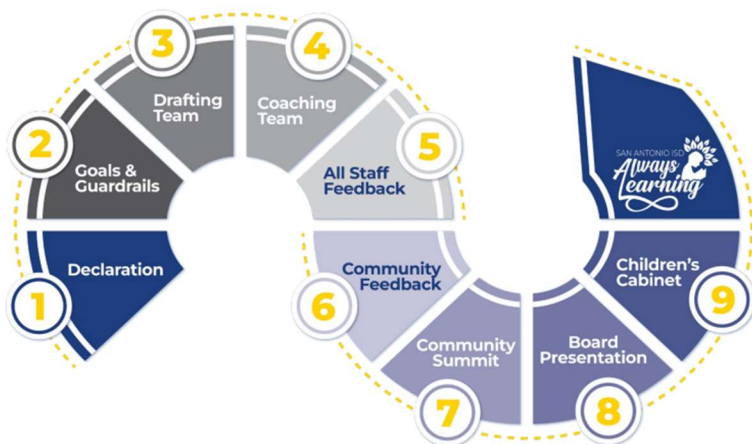 1
Declaration
2
Goals &
Guardrails
3
Drafting
Team
4
Coaching
Team
5
All Staff
Feedback
6
Community
Feedback
7
Community
Summit
8
Board
Presentation
9
Children's
Cabinet
SAN ANTONIO ISD
Always
Learning